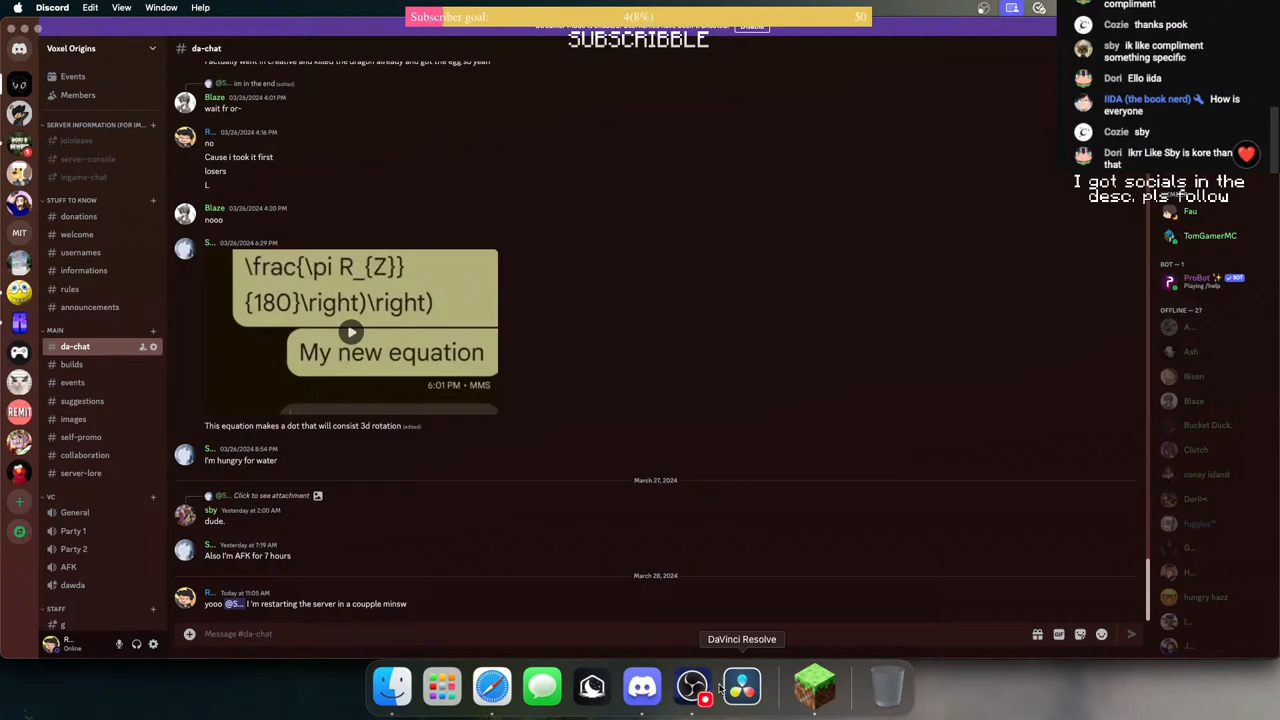 Discord File Edit View Window Help
Subscriber goal: 4(8%) 50
SUBSCRIBBLE
Disable
Voxel Origins
Events
Members
SERVER INFORMATION (FOR IM...
joinleave
server-console
ingame-chat
STUFF TO KNOW
donations
welcome
usernames
informations
rules
announcements
MAIN
da-chat
builds
events
suggestions
images
self-promo
collaboration
server-lore
VC
General
Party 1
Party 2
AFK
dawda
STAFF
g
R...
Online
MIT
REMIT
1
da-chat
I actually went in creative and killed the dragon already and got the egg so yeah
@S... im in the end (edited)
Blaze 03/26/2024 4:01 PM
wait fr or-
R... 03/26/2024 4:16 PM
no
Cause i took it first
losers
L
Blaze 03/26/2024 4:20 PM
nooo
S... 03/26/2024 6:29 PM
\frac{\pi R_{Z}}
{180}\right)\right)
My new equation
6:01 PM • MMS
This equation makes a dot that will consist 3d rotation (edited)
S... 03/26/2024 8:54 PM
I'm hungry for water
March 27, 2024
@S... Click to see attachment
sby Yesterday at 2:00 AM
dude.
S... Yesterday at 7:19 AM
Also I'm AFK for 7 hours
March 28, 2024
R... Today at 11:05 AM
yooo @S... I 'm restarting the server in a coupple minsw
Message #da-chat
GIF
DaVinci Resolve
compliment
Cozie thanks pook
sby ik like compliment
something specific
Dori Ello iida
IIDA (the book nerd) How is
everyone
Cozie sby
Dori Ikrr Like Sby is kore than
that
I got socials in the
desc. pls follow
Fau
TomGamerMC
BOT — 1
ProBot BOT
Playing /help
OFFLINE — 27
A...
Ash
Bison
Blaze
Bucket Duck.
Clutch
coney island
G...
H...
hungry hazz
I...
J...